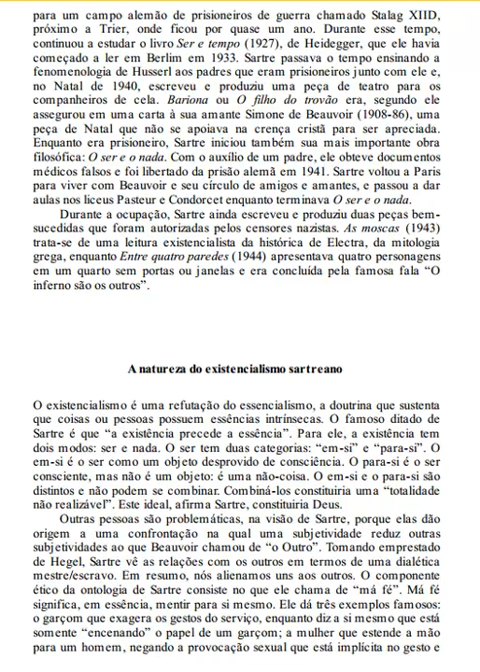 para um campo alemão de prisioneiros de guerra chamado Stalag XIIID,
próximo a Trier, onde ficou por quase um ano. Durante esse tempo,
continuou a estudar o livro Ser e tempo (1927), de Heidegger, que ele havia
começado a ler em Berlim em 1933. Sartre passava o tempo ensinando a
fenomenologia de Husserl aos padres que eram prisioneiros junto com ele e,
no Natal de 1940, escreveu e produziu uma peça de teatro para os
companheiros de cela. Bariona ou O filho do trovão era, segundo ele
assegurou em uma carta à sua amante Simone de Beauvoir (1908-86), uma
peça de Natal que não se apoiava na crença cristã para ser apreciada.
Enquanto era prisioneiro, Sartre iniciou também sua mais importante obra
filosófica: O ser e o nada. Com o auxílio de um padre, ele obteve documentos
médicos falsos e foi libertado da prisão alemã em 1941. Sartre voltou a Paris
para viver com Beauvoir e seu círculo de amigos e amantes, e passou a dar
aulas nos liceus Pasteur e Condorcet enquanto terminava O ser e o nada.
Durante a ocupação, Sartre ainda escreveu e produziu duas peças bem-
sucedidas que foram autorizadas pelos censores nazistas. As moscas (1943)
trata-se de uma leitura existencialista da histórica de Electra, da mitologia
grega, enquanto Entre quatro paredes (1944) apresentava quatro personagens
em um quarto sem portas ou janelas e era concluída pela famosa fala “O
inferno são os outros”.
A natureza do existencialismo sartreano
O existencialismo é uma refutação do essencialismo, a doutrina que sustenta
que coisas ou pessoas possuem essências intrínsecas. O famoso ditado de
Sartre é que “a existência precede a essência”. Para ele, a existência tem
dois modos: ser e nada. O ser tem duas categorias: “em-si” e “para-si”. O
em-si é o ser como um objeto desprovido de consciência. O para-si é o ser
consciente, mas não é um objeto: é uma não-coisa. O em-si e o para-si são
distintos e não podem se combinar. Combiná-los constituiria uma “totalidade
não realizável”. Este ideal, afirma Sartre, constituiria Deus.
Outras pessoas são problemáticas, na visão de Sartre, porque elas dão
origem a uma confrontação na qual uma subjetividade reduz outras
subjetividades ao que Beauvoir chamou de “o Outro”. Tomando emprestado
de Hegel, Sartre vê as relações com os outros em termos de uma dialética
mestre/escravo. Em resumo, nós alienamos uns aos outros. O componente
ético da ontologia de Sartre consiste no que ele chama de “má fé”. Má fé
significa, em essência, mentir para si mesmo. Ele dá três exemplos famosos:
o garçom que exagera os gestos do serviço, enquanto diz a si mesmo que está
somente “encenando” o papel de um garçom; a mulher que estende a mão
para um homem, negando a provocação sexual que está implícita no gesto e